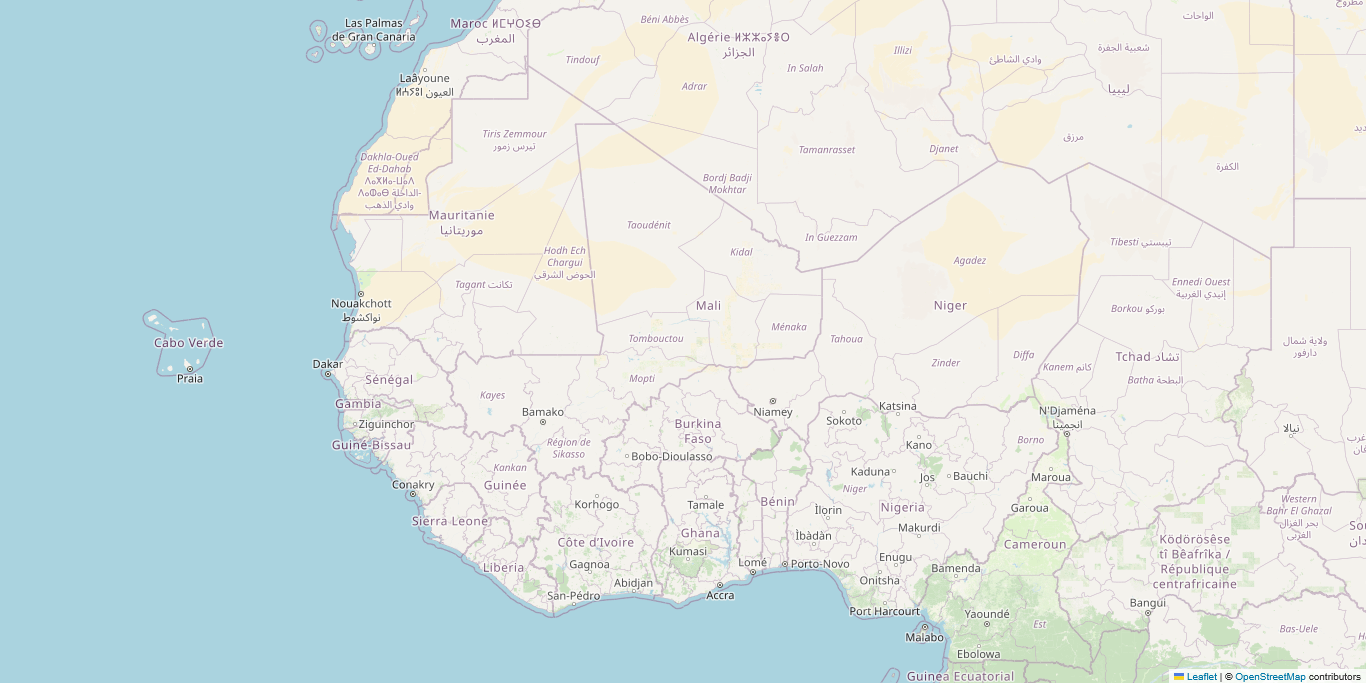 Las Palmas
de Gran Canaria
Maroc ⵍⵎⵖⵔⵉⴱ
المغرب
Béni Abbès
Algérie ⵍⵣⵣⴰⵢⴻⵔ
الجزائر
Tindouf
In Salah
Illizi
Adrar
الواحات
شعبية الجفرة
وادي الشاطئ
ليبيا
Laâyoune
العيون
Tiris Zemmour
تيرس زمور
Tamanrasset
Djanet
مرزق
الكفرة
Dakhla-Oued
Ed-Dahab
الداخلة-
وادي الذهب
Bordj Badji
Mokhtar
Mauritanie
موريتانيا
Taoudénit
Kidal
In Guezzam
Tibesti تيبستي
Hodh Ech
Chargui
الحوض الشرقي
Agadez
Tagant تكانت
Ennedi Ouest
إنيدي الغربية
Nouakchott
نواكشوط
Mali
Niger
Borkou بوركو
Cabo Verde
Ménaka
Tombouctou
Tahoua
Zinder
Diffa
Kanem كانم
Tchad تشاد
ولاية شمال
دارفور
Batha البطحة
Praia
Dakar
Sénégal
Mopti
Kayes
Gambia
Ziguinchor
Bamako
Niamey
Sokoto
Katsina
N'Djaména
انجمينا
Burkina
Faso
Guiné-Bissau
Région de
Sikasso
Bobo-Dioulasso
Kano
Borno
نيالا
Kankan
Guinée
Kaduna
Jos
Bauchi
Maroua
Conakry
Niger
Korhogo
Tamale
Bénin
Ìlorin
Nigeria
Garoua
Western
Bahr El Ghazal
بحر الغزال
الغربي
Sierra Leone
Ghana
Ìbàdàn
Makurdi
Côte d'Ivoire
Kumasi
Cameroun
Ködörösêse
tî Bêafrîka /
République
centrafricaine
Liberia
Gagnoa
Lomé
Porto-Novo
Enugu
Bamenda
Onitsha
Abidjan
San-Pédro
Accra
Port Harcourt
Yaoundé
Bangui
Est
Bas-Uele
Malabo
Ebolowa
Guinea Ecuatorial
Leaflet | © OpenStreetMap contributors